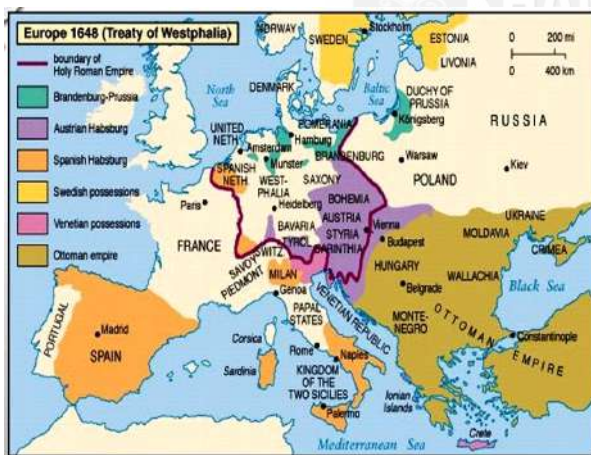 Europe 1648 (Treaty of Westphalia)
boundary of
Holy Roman Empire
Brandenburg-Prussia
Austrian Habsburg
Spanish Habsburg
Swedish possessions
Venetian possessions
Ottoman empire
0 200 mi
0 400 km
NORWAY
SWEDEN
Stockholm
ESTONIA
LIVONIA
North
Sea
DENMARK
Baltic
Sea
DUCHY OF
PRUSSIA
Königsberg
RUSSIA
UNITED
NETH.
Amsterdam
POMERANIA
Hamburg
BRANDENBURG
Munster
SPANISH
NETH.
WEST-
PHALIA
SAXONY
Warsaw
POLAND
Kiev
Paris
Heidelberg
BOHEMIA
BAVARIA
AUSTRIA
Vienna
TYROL
STYRIA
CARINTHIA
Budapest
UKRAINE
MOLDAVIA
CRIMEA
FRANCE
SWITZ
SAVOY
PIEDMONT
MILAN
Genoa
HUNGARY
WALLACHIA
Belgrade
Black Sea
VENETIAN REPUBLIC
PAPAL
STATES
MONTE-
NEGRO
OTTOMAN EMPIRE
Constantinople
PORTUGAL
Madrid
SPAIN
Corsica
Sardinia
Rome
Naples
KINGDOM
OF THE
TWO SICILIES
Palermo
Ionian
Islands
Crete
Mediterranean Sea